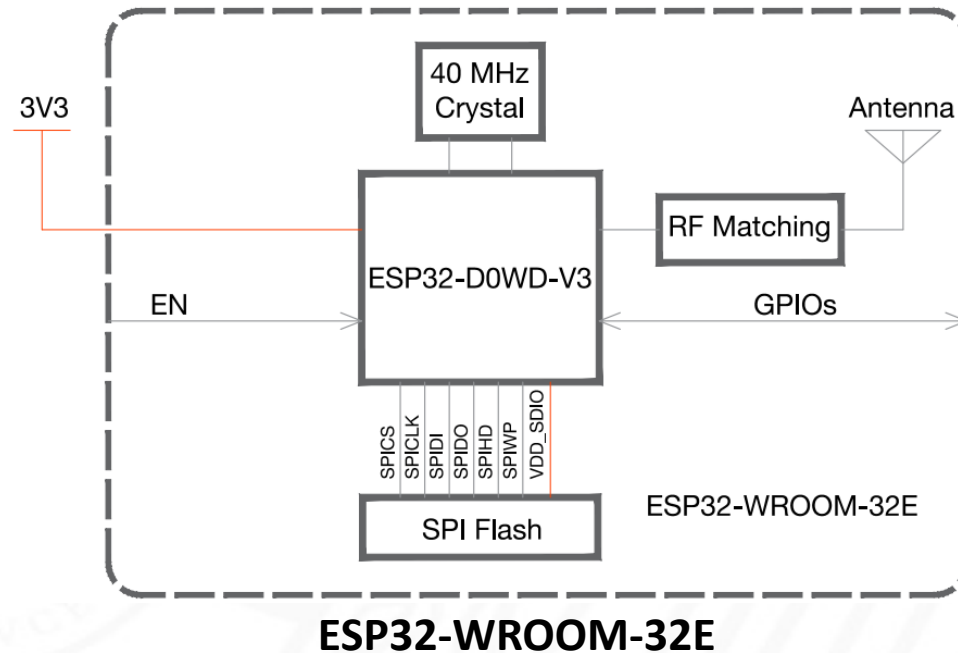 40 MHz
Crystal
3V3
Antenna
RF Matching
ESP32-D0WD-V3
EN
GPIOs
SPICS
SPICLK
SPIDI
SPIDO
SPIHD
SPIWP
VDD_SDIO
SPI Flash
ESP32-WROOM-32E
ESP32-WROOM-32E